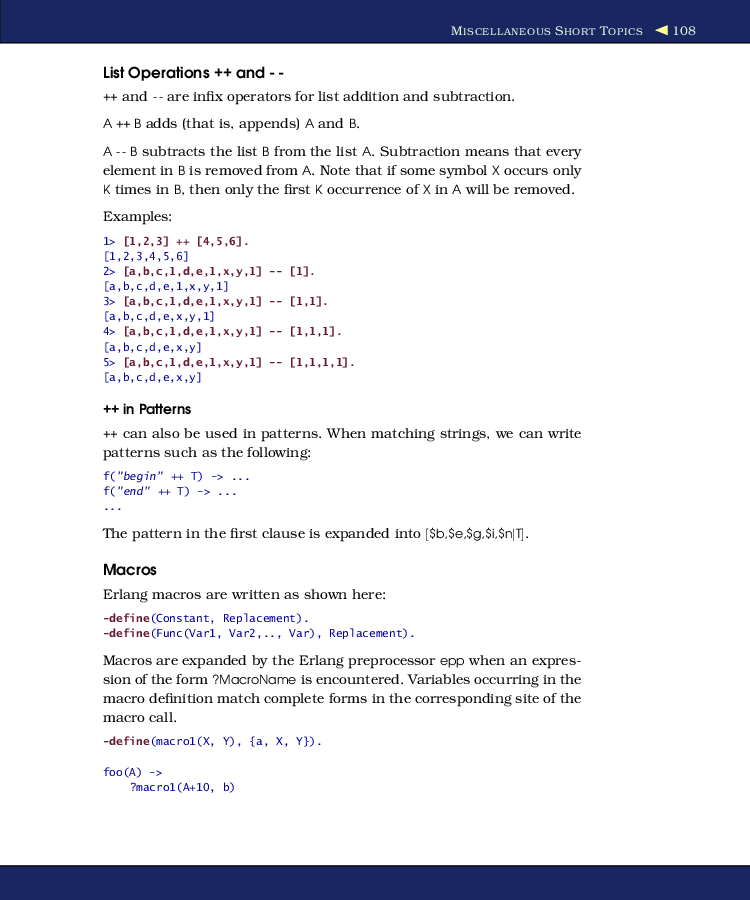 MISCELLANEOUS SHORT TOPICS ◀ 108
List Operations ++ and - -
++ and -- are infix operators for list addition and subtraction.
A ++ B adds (that is, appends) A and B.
A -- B subtracts the list B from the list A. Subtraction means that every
element in B is removed from A. Note that if some symbol X occurs only
K times in B, then only the first K occurrence of X in A will be removed.
Examples:
1> [1,2,3] ++ [4,5,6].
[1,2,3,4,5,6]
2> [a,b,c,1,d,e,1,x,y,1] -- [1].
[a,b,c,d,e,1,x,y,1]
3> [a,b,c,1,d,e,1,x,y,1] -- [1,1].
[a,b,c,d,e,x,y,1]
4> [a,b,c,1,d,e,1,x,y,1] -- [1,1,1].
[a,b,c,d,e,x,y]
5> [a,b,c,1,d,e,1,x,y,1] -- [1,1,1,1].
[a,b,c,d,e,x,y]
++ in Patterns
++ can also be used in patterns. When matching strings, we can write
patterns such as the following:
f("begin" ++ T) -> ...
f("end" ++ T) -> ...
...
The pattern in the first clause is expanded into [$b,$e,$g,$i,$n|T].
Macros
Erlang macros are written as shown here:
-define(Constant, Replacement).
-define(Func(Var1, Var2,.., Var), Replacement).
Macros are expanded by the Erlang preprocessor epp when an expres-
sion of the form ?MacroName is encountered. Variables occurring in the
macro definition match complete forms in the corresponding site of the
macro call.
-define(macro1(X, Y), {a, X, Y}).
foo(A) ->
?macro1(A+10, b)